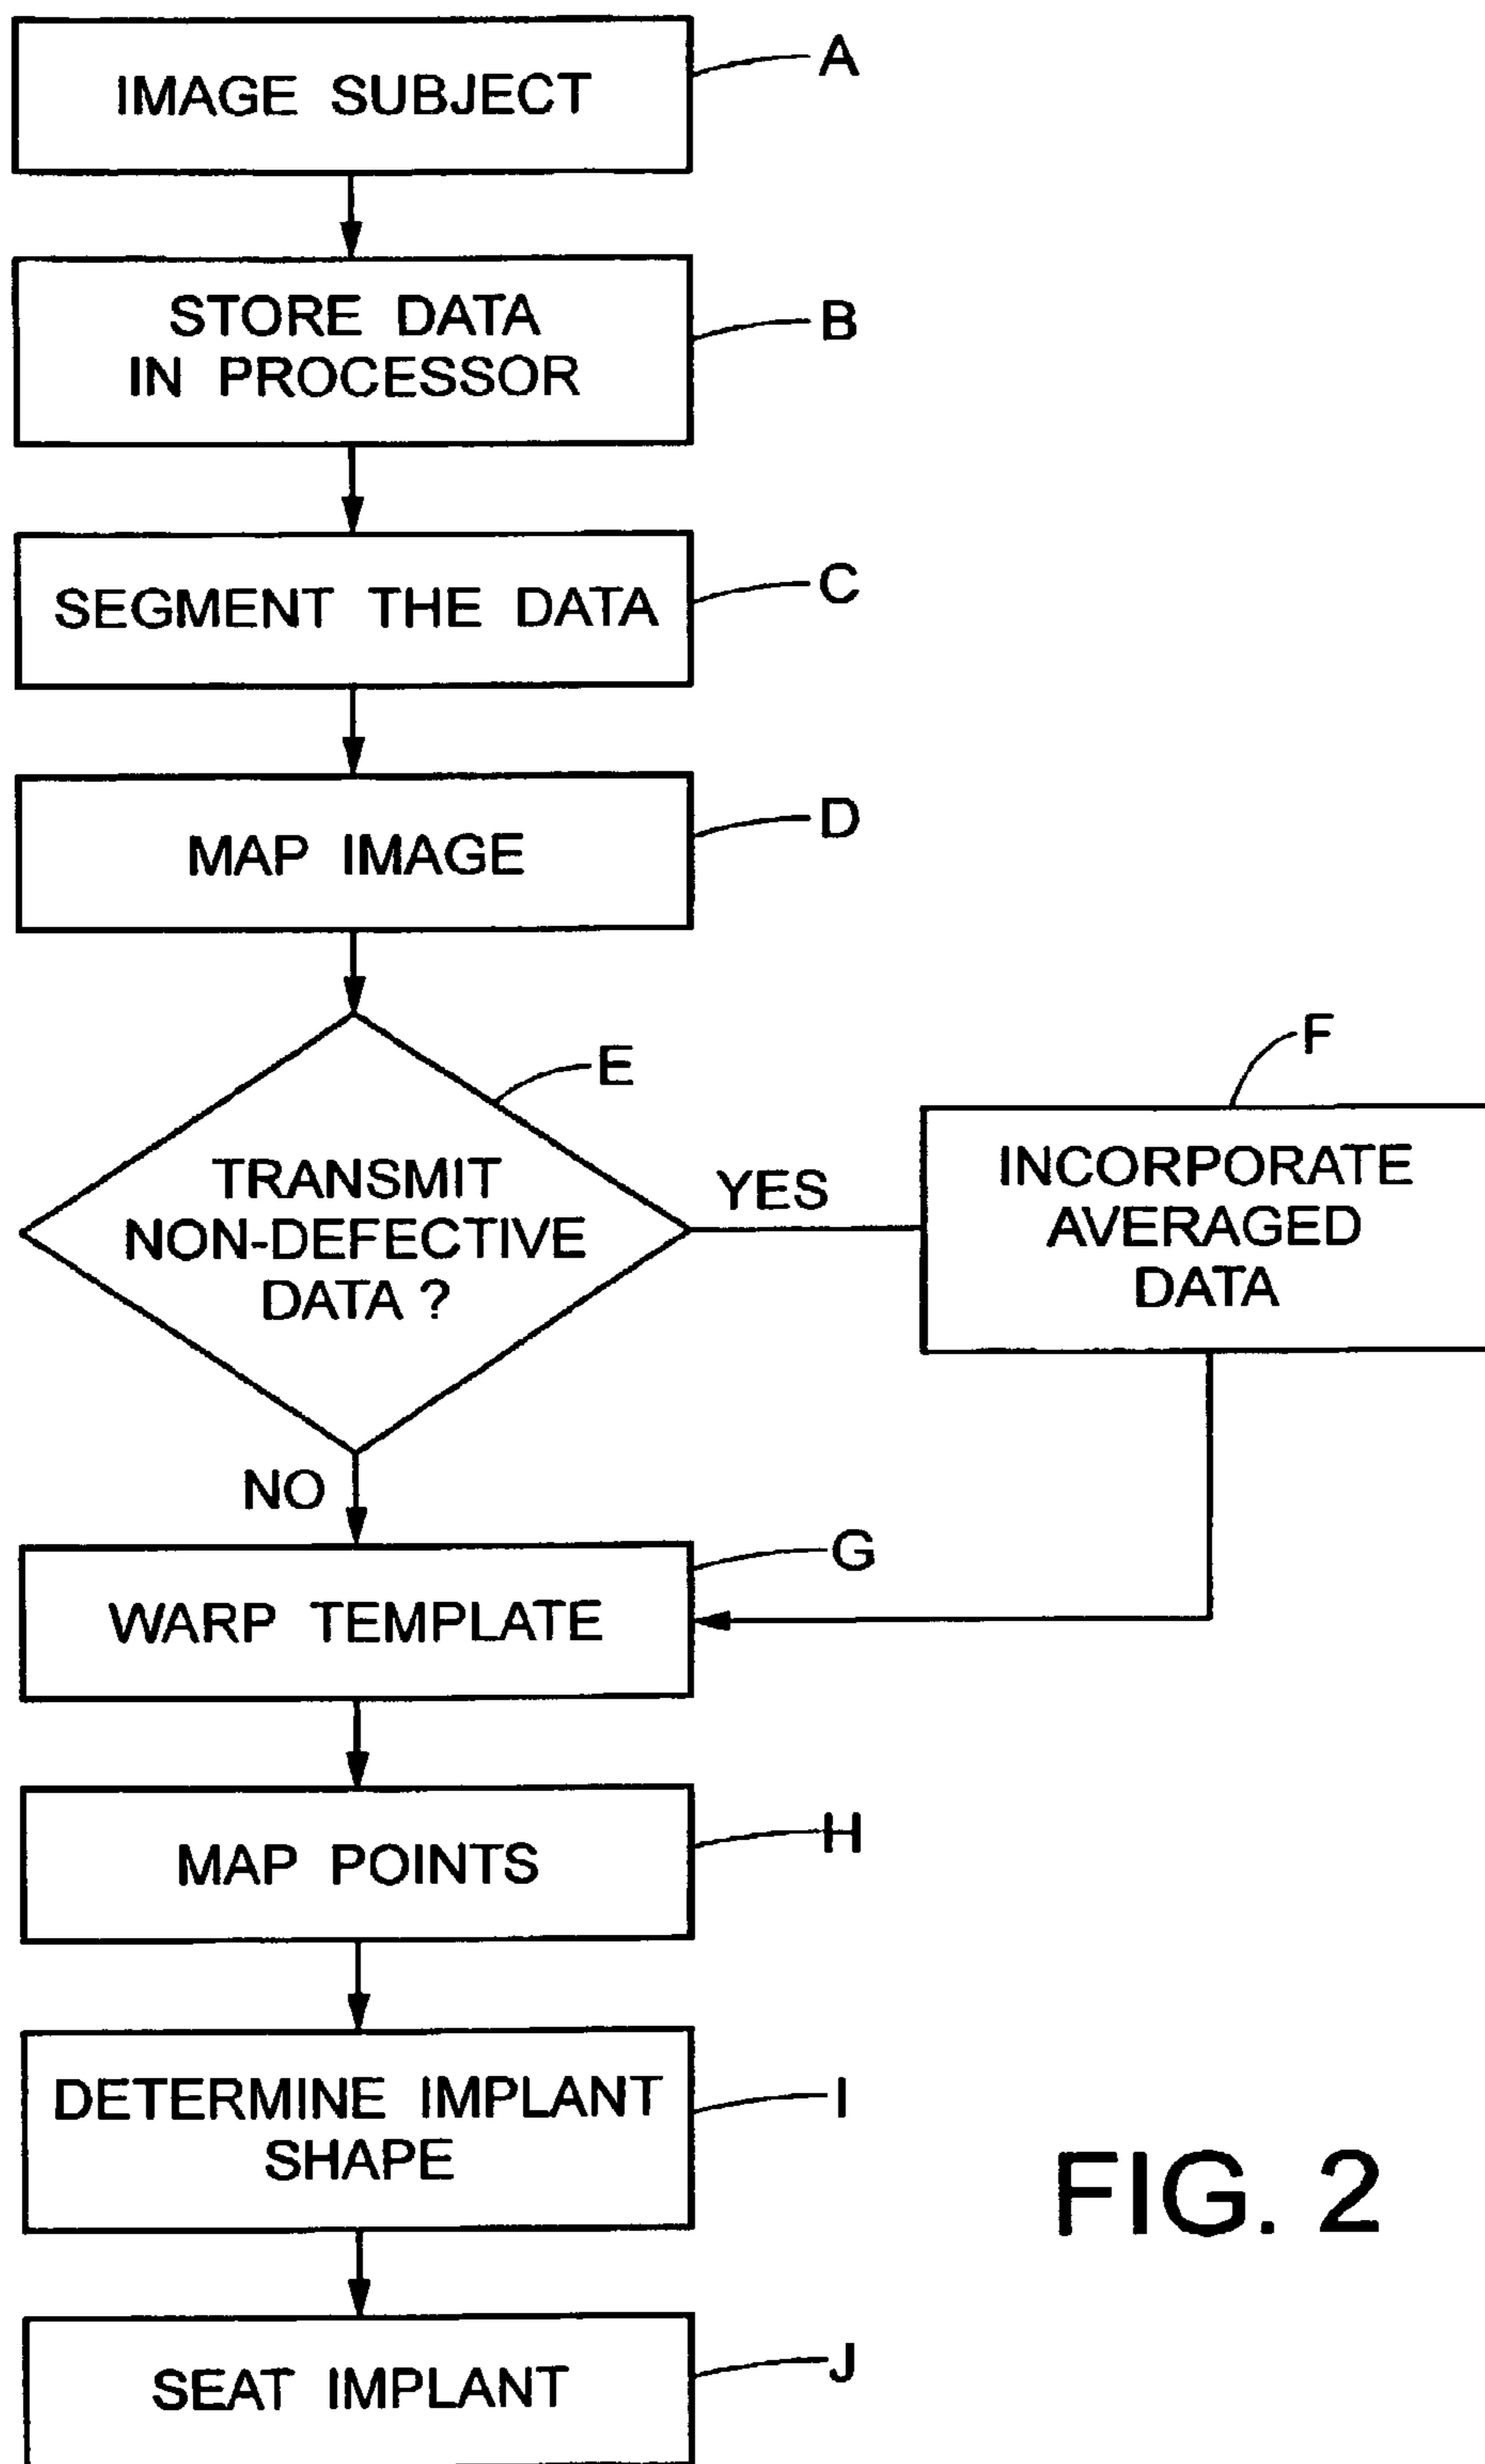 IMAGE SUBJECT
A
STORE DATA
IN PROCESSOR
B
SEGMENT THE DATA
C
MAP IMAGE
D
E
TRANSMIT
NON-DEFECTIVE
DATA ?
YES
F
INCORPORATE
AVERAGED
DATA
NO
WARP TEMPLATE
G
MAP POINTS
H
DETERMINE IMPLANT
SHAPE
I
SEAT IMPLANT
J
FIG. 2